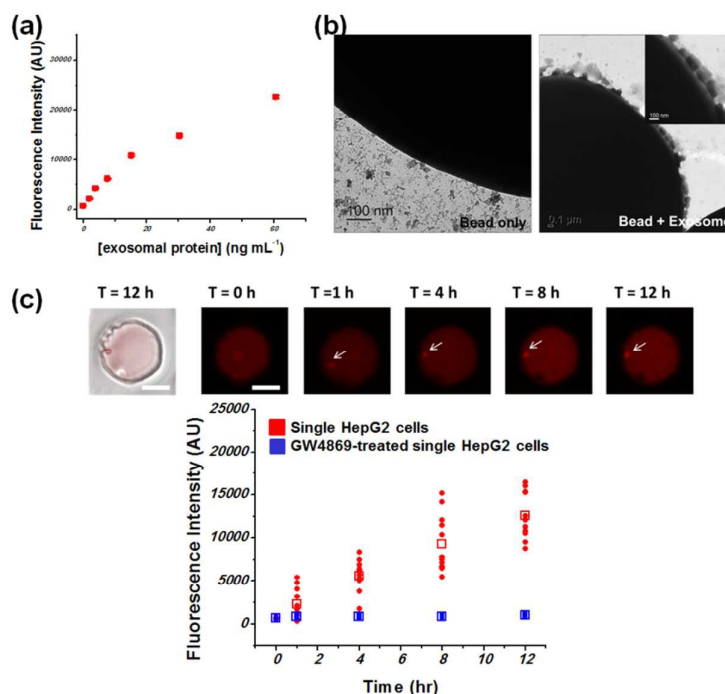 (a)
Fluorescence Intensity (AU)
30000
20000
10000
0
0 20 40 60
[exosomal protein] (ng mL⁻¹)
(b)
100 nm
Bead only
100 nm
0.1 µm
Bead + Exosome
(c)
T = 12 h
T = 0 h
T =1 h
T = 4 h
T = 8 h
T = 12 h
Fluorescence Intensity (AU)
25000
20000
15000
10000
5000
0
Single HepG2 cells
GW4869-treated single HepG2 cells
0 2 4 6 8 10 12
Time (hr)